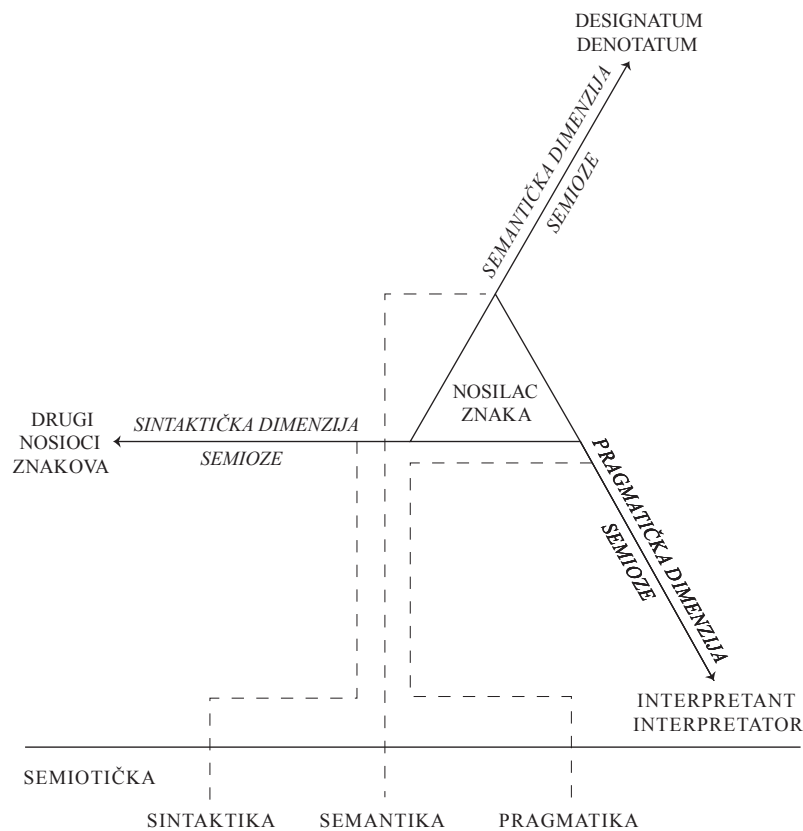 DESIGNATUM
DENOTATUM
SEMANTIČKA DIMENZIJA
SEMIOZE
NOSILAC
ZNAKA
DRUGI
NOSIOCI
ZNAKOVA
SINTAKTIČKA DIMENZIJA
SEMIOZE
PRAGMATIČKA DIMENZIJA
SEMIOZE
INTERPRETANT
INTERPRETATOR
SEMIOTIČKA
SINTAKTIKA
SEMANTIKA
PRAGMATIKA